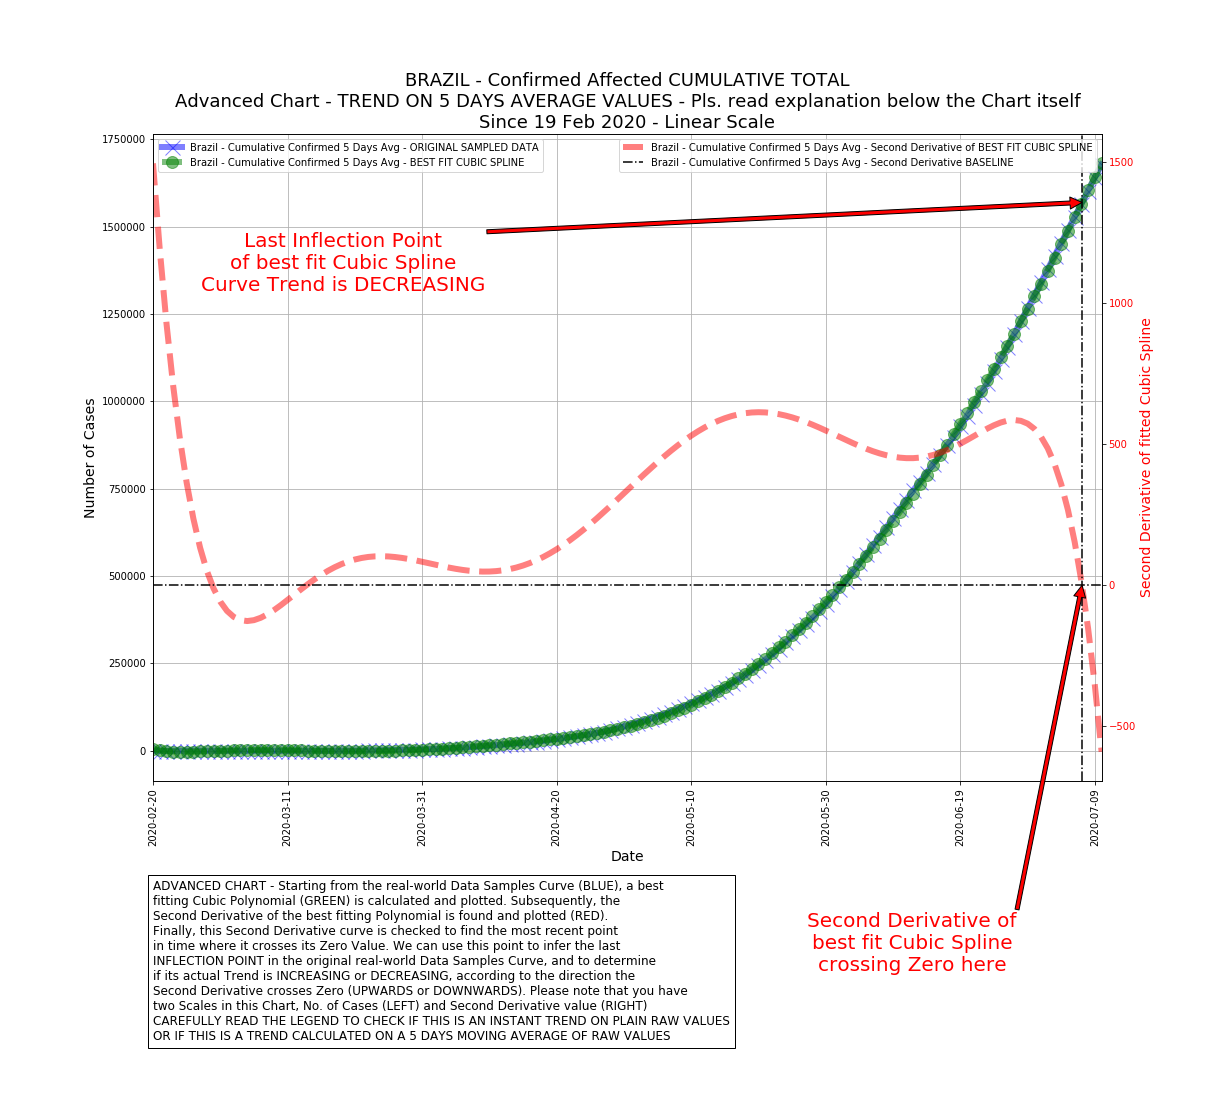 BRAZIL - Confirmed Affected CUMULATIVE TOTAL
Advanced Chart - TREND ON 5 DAYS AVERAGE VALUES - Pls. read explanation below the Chart itself
Since 19 Feb 2020 - Linear Scale
Brazil - Cumulative Confirmed 5 Days Avg - ORIGINAL SAMPLED DATA
Brazil - Cumulative Confirmed 5 Days Avg - BEST FIT CUBIC SPLINE
Brazil - Cumulative Confirmed 5 Days Avg - Second Derivative of BEST FIT CUBIC SPLINE
Brazil - Cumulative Confirmed 5 Days Avg - Second Derivative BASELINE
Last Inflection Point
of best fit Cubic Spline
Curve Trend is DECREASING
Number of Cases
1750000
1500000
1250000
1000000
750000
500000
250000
0
Second Derivative of fitted Cubic Spline
1500
1000
500
0
−500
2020-02-20
2020-03-11
2020-03-31
2020-04-20
2020-05-10
2020-05-30
2020-06-19
2020-07-09
Date
Second Derivative of
best fit Cubic Spline
crossing Zero here
ADVANCED CHART - Starting from the real-world Data Samples Curve (BLUE), a best
fitting Cubic Polynomial (GREEN) is calculated and plotted. Subsequently, the
Second Derivative of the best fitting Polynomial is found and plotted (RED).
Finally, this Second Derivative curve is checked to find the most recent point
in time where it crosses its Zero Value. We can use this point to infer the last
INFLECTION POINT in the original real-world Data Samples Curve, and to determine
if its actual Trend is INCREASING or DECREASING, according to the direction the
Second Derivative crosses Zero (UPWARDS or DOWNWARDS). Please note that you have
two Scales in this Chart, No. of Cases (LEFT) and Second Derivative value (RIGHT)
CAREFULLY READ THE LEGEND TO CHECK IF THIS IS AN INSTANT TREND ON PLAIN RAW VALUES
OR IF THIS IS A TREND CALCULATED ON A 5 DAYS MOVING AVERAGE OF RAW VALUES